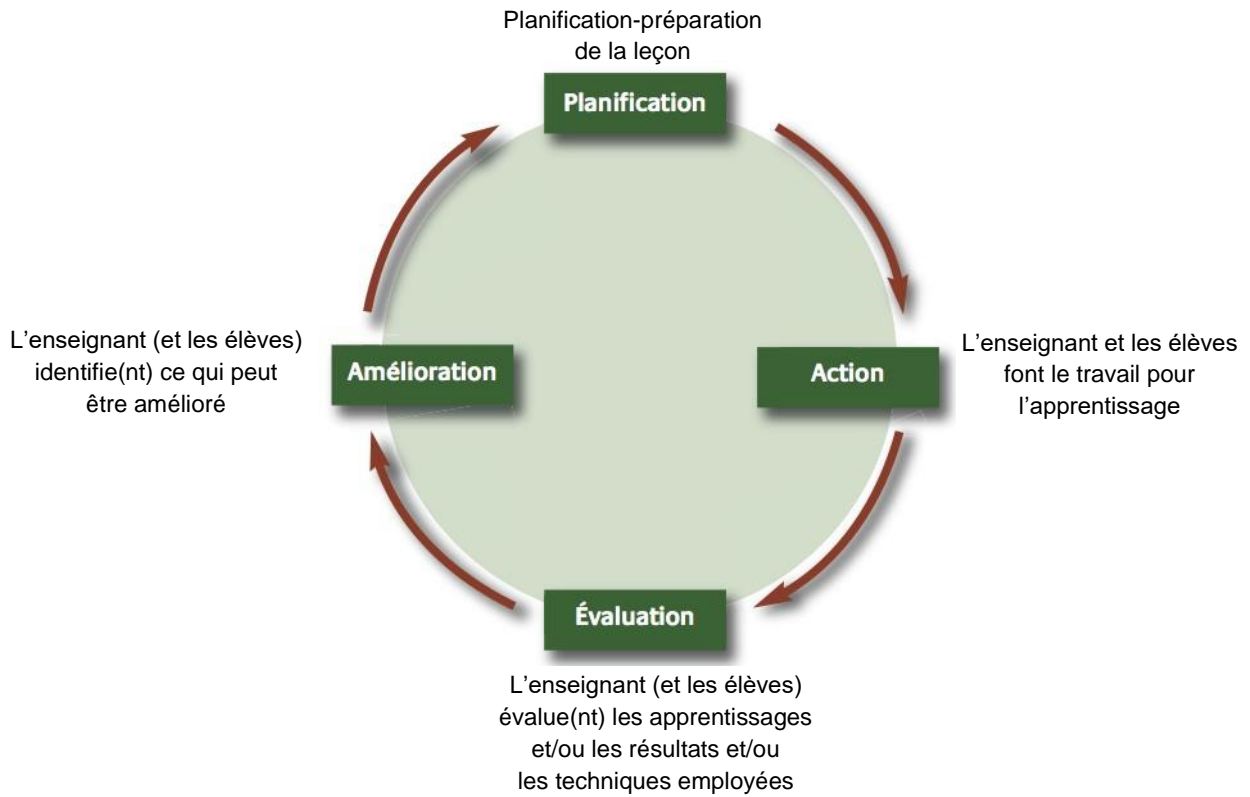 Planification-préparation
de la leçon
Planification
L'enseignant (et les élèves)
identifie(nt) ce qui peut
être amélioré
Amélioration
Action
L'enseignant et les élèves
font le travail pour
l'apprentissage
Évaluation
L'enseignant (et les élèves)
évalue(nt) les apprentissages
et/ou les résultats et/ou
les techniques employées